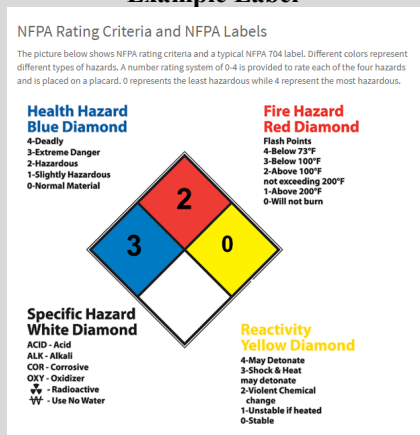 Example Label
NFPA Rating Criteria and NFPA Labels
The picture below shows NFPA rating criteria and a typical NFPA 704 label. Different colors represent
different types of hazards. A number rating system of 0-4 is provided to rate each of the four hazards
and is placed on a placard. 0 represents the least hazardous while 4 represent the most hazardous.
Health Hazard
Blue Diamond
4-Deadly
3-Extreme Danger
2-Hazardous
1-Slightly Hazardous
0-Normal Material
Fire Hazard
Red Diamond
Flash Points
4-Below 73°F
3-Below 100°F
2-Above 100°F
not exceeding 200°F
1-Above 200°F
0-Will not burn
2
3
0
Specific Hazard
White Diamond
ACID - Acid
ALK - Alkali
COR - Corrosive
OXY - Oxidizer
- Radioactive
W - Use No Water
Reactivity
Yellow Diamond
4-May Detonate
3-Shock & Heat
may detonate
2-Violent Chemical
change
1-Unstable if heated
0-Stable